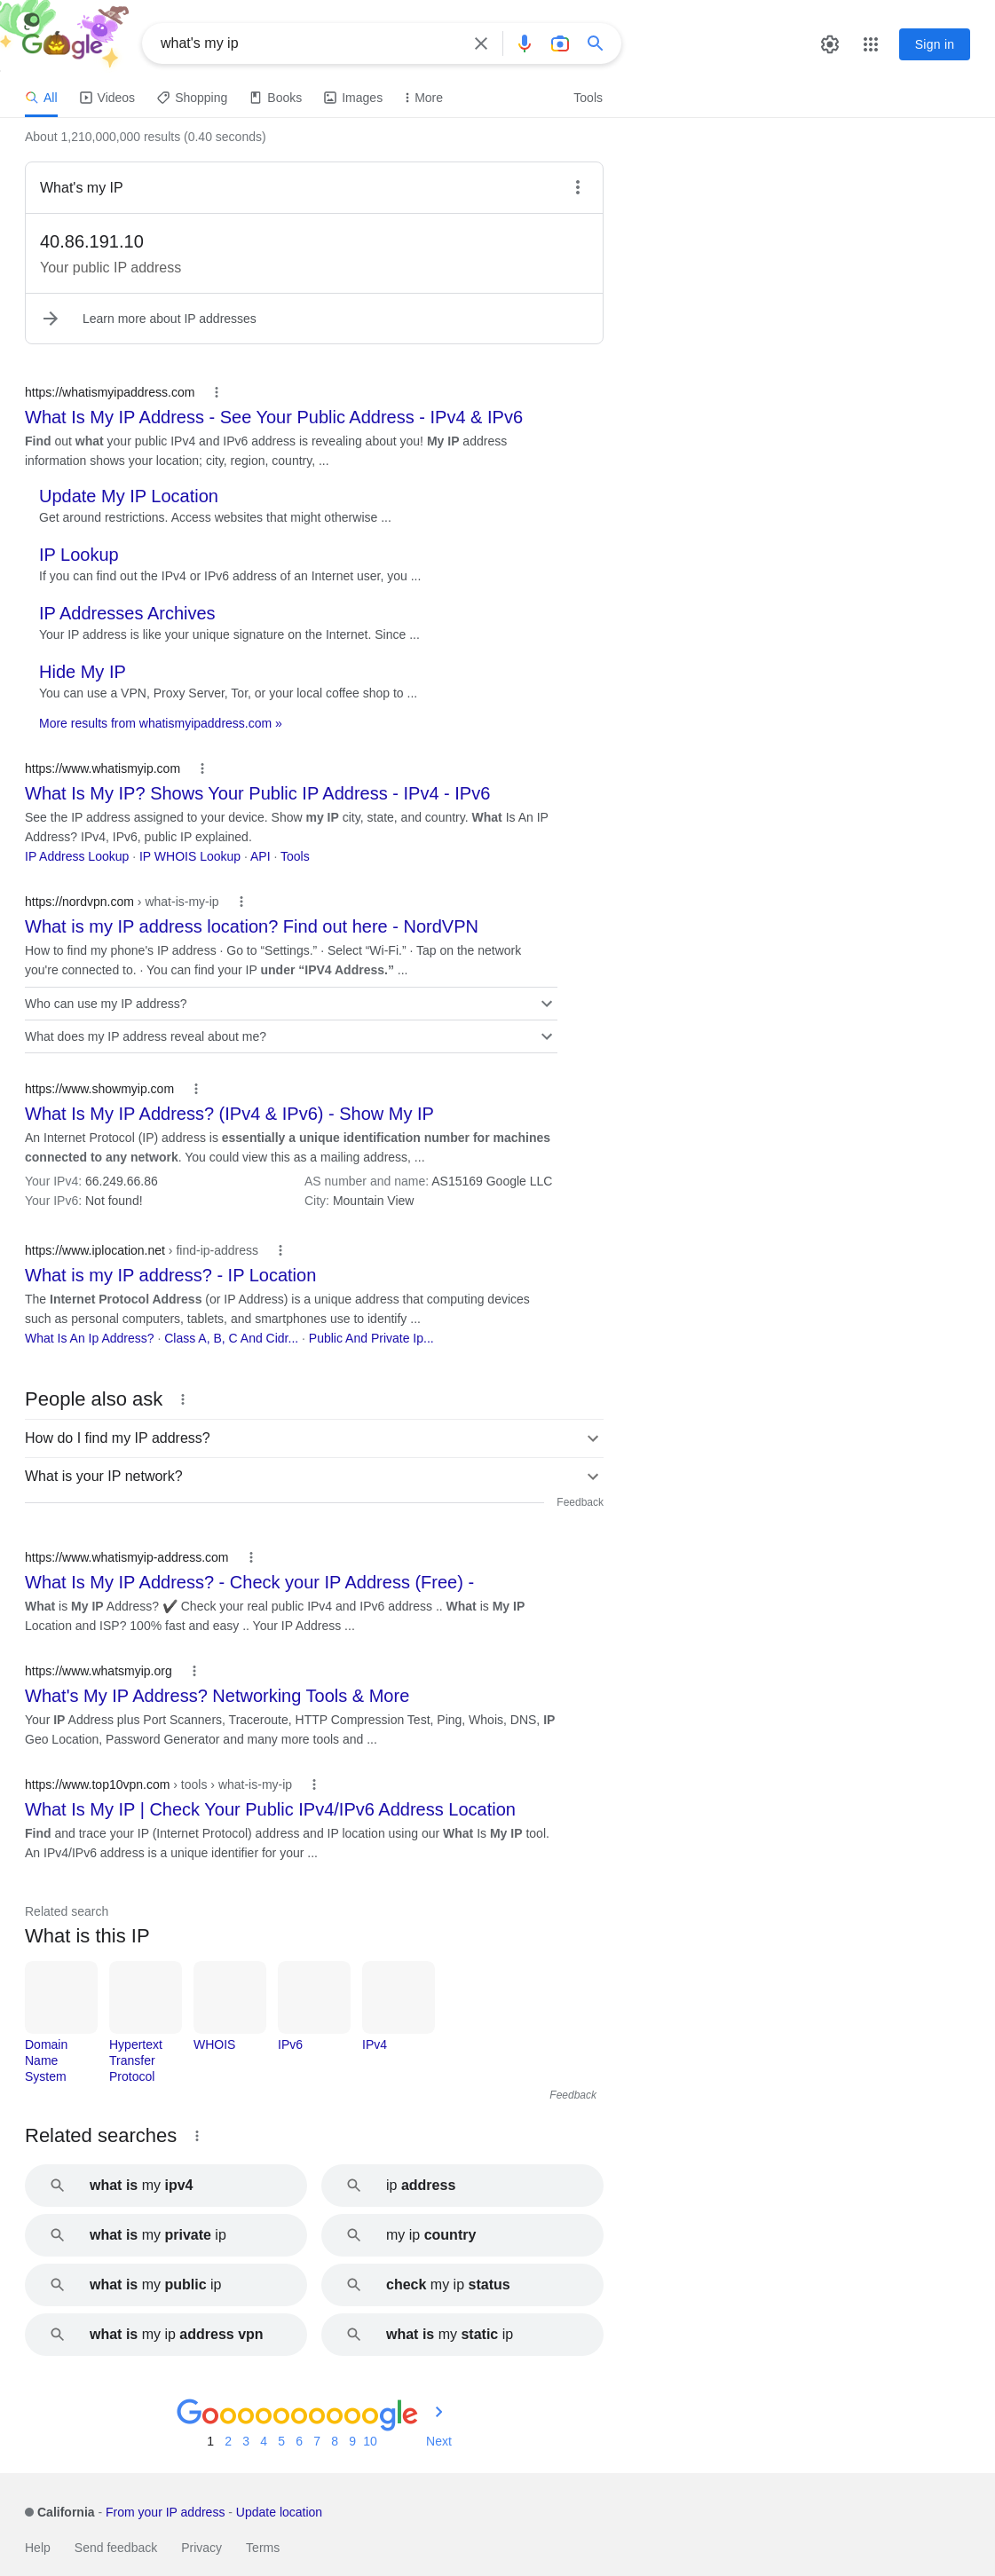 Google
what's my ip
Sign in
All Videos Shopping Books Images More Tools
About 1,210,000,000 results (0.40 seconds)
What's my IP
40.86.191.10
Your public IP address
Learn more about IP addresses
https://whatismyipaddress.com
What Is My IP Address - See Your Public Address - IPv4 & IPv6
Find out what your public IPv4 and IPv6 address is revealing about you! My IP address
information shows your location; city, region, country, ...
Update My IP Location
Get around restrictions. Access websites that might otherwise ...
IP Lookup
If you can find out the IPv4 or IPv6 address of an Internet user, you ...
IP Addresses Archives
Your IP address is like your unique signature on the Internet. Since ...
Hide My IP
You can use a VPN, Proxy Server, Tor, or your local coffee shop to ...
More results from whatismyipaddress.com »
https://www.whatismyip.com
What Is My IP? Shows Your Public IP Address - IPv4 - IPv6
See the IP address assigned to your device. Show my IP city, state, and country. What Is An IP
Address? IPv4, IPv6, public IP explained.
IP Address Lookup · IP WHOIS Lookup · API · Tools
https://nordvpn.com › what-is-my-ip
What is my IP address location? Find out here - NordVPN
How to find my phone's IP address · Go to “Settings.” · Select “Wi-Fi.” · Tap on the network
you're connected to. · You can find your IP under “IPV4 Address.” ...
Who can use my IP address?
What does my IP address reveal about me?
https://www.showmyip.com
What Is My IP Address? (IPv4 & IPv6) - Show My IP
An Internet Protocol (IP) address is essentially a unique identification number for machines
connected to any network. You could view this as a mailing address, ...
Your IPv4: 66.249.66.86 AS number and name: AS15169 Google LLC
Your IPv6: Not found! City: Mountain View
https://www.iplocation.net › find-ip-address
What is my IP address? - IP Location
The Internet Protocol Address (or IP Address) is a unique address that computing devices
such as personal computers, tablets, and smartphones use to identify ...
What Is An Ip Address? · Class A, B, C And Cidr... · Public And Private Ip...
People also ask
How do I find my IP address?
What is your IP network?
Feedback
https://www.whatismyip-address.com
What Is My IP Address? - Check your IP Address (Free) -
What is My IP Address? ✔️ Check your real public IPv4 and IPv6 address .. What is My IP
Location and ISP? 100% fast and easy .. Your IP Address ...
https://www.whatsmyip.org
What's My IP Address? Networking Tools & More
Your IP Address plus Port Scanners, Traceroute, HTTP Compression Test, Ping, Whois, DNS, IP
Geo Location, Password Generator and many more tools and ...
https://www.top10vpn.com › tools › what-is-my-ip
What Is My IP | Check Your Public IPv4/IPv6 Address Location
Find and trace your IP (Internet Protocol) address and IP location using our What Is My IP tool.
An IPv4/IPv6 address is a unique identifier for your ...
Related search
What is this IP
Domain Name System
Hypertext Transfer Protocol
WHOIS
IPv6
IPv4
Feedback
Related searches
what is my ipv4
ip address
what is my private ip
my ip country
what is my public ip
check my ip status
what is my ip address vpn
what is my static ip
Goooooooooogle
1 2 3 4 5 6 7 8 9 10 Next
California - From your IP address - Update location
Help Send feedback Privacy Terms